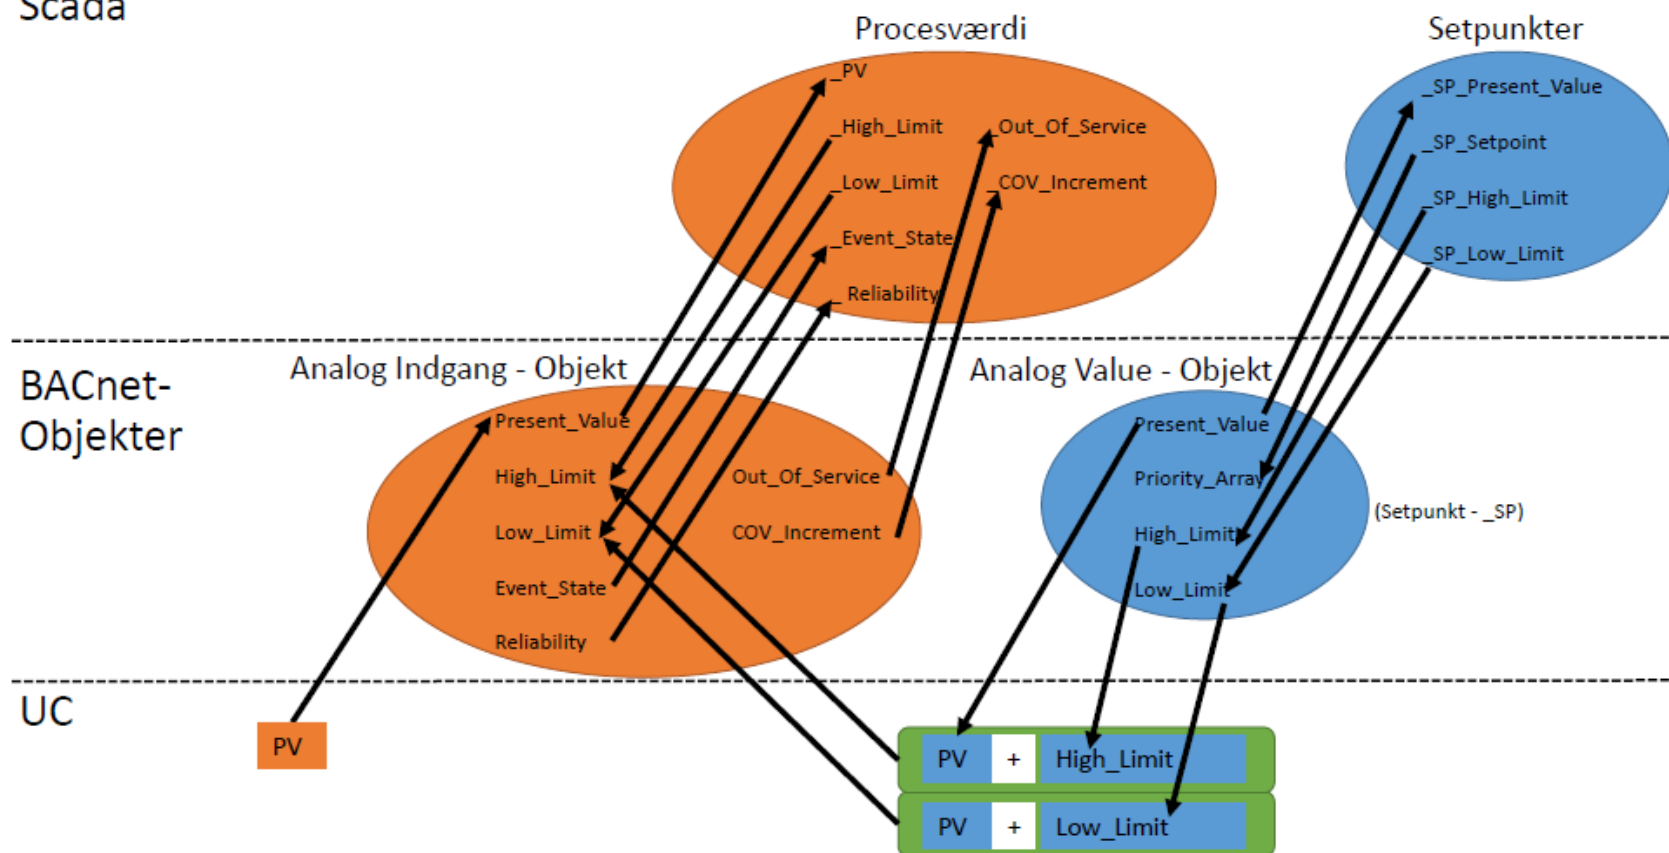 Scada
Procesværdi
Setpunkter
_PV
_High_Limit
_Out_Of_Service
_Low_Limit
_COV_Increment
_Event_State
_ Reliability
_SP_Present_Value
_SP_Setpoint
_SP_High_Limit
_SP_Low_Limit
BACnet-
Objekter
Analog Indgang - Objekt
Analog Value - Objekt
Present_Value
High_Limit
Out_Of_Service
Low_Limit
COV_Increment
Event_State
Reliability
Present_Value
Priority_Array
High_Limit
Low_Limit
(Setpunkt - _SP)
UC
PV
PV + High_Limit
PV + Low_Limit